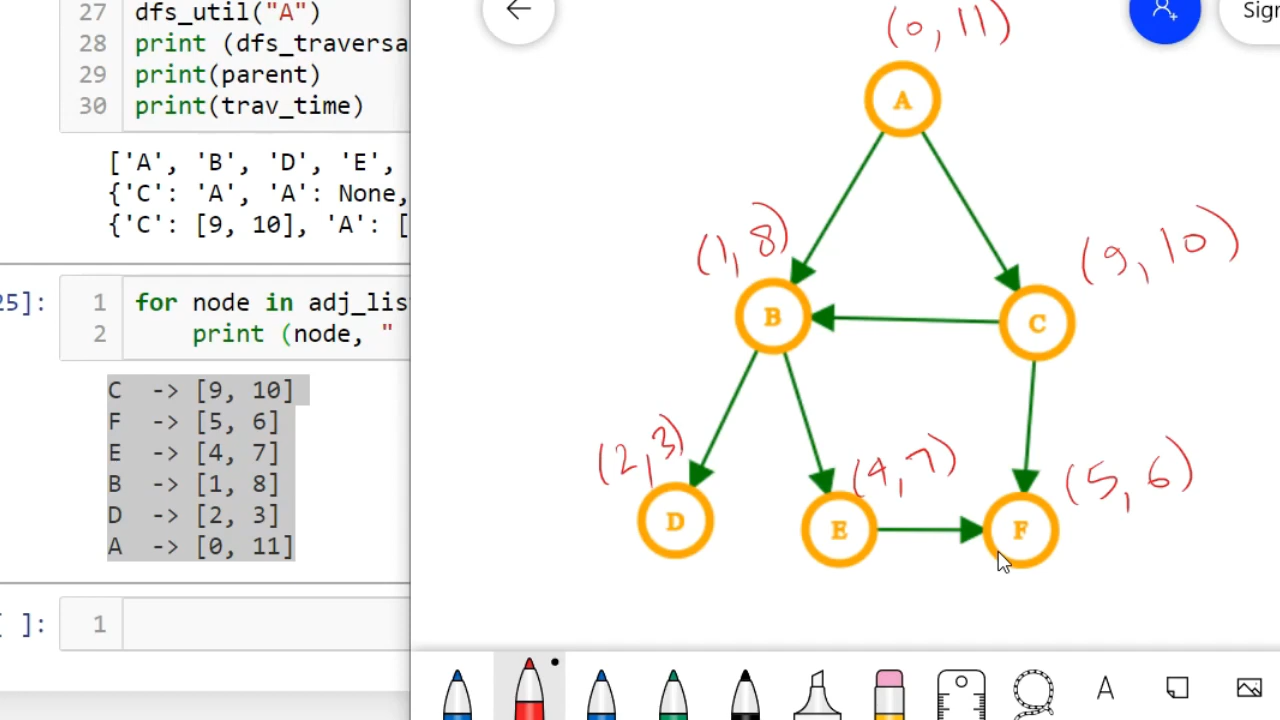 27 dfs_util("A")
28 print (dfs_traversa
29 print(parent)
30 print(trav_time)
['A', 'B', 'D', 'E',
{'C': 'A', 'A': None,
{'C': [9, 10], 'A': [
25]: 1 for node in adj_lis
2 print (node, "
C -> [9, 10]
F -> [5, 6]
E -> [4, 7]
B -> [1, 8]
D -> [2, 3]
A -> [0, 11]
[ ]: 1
Sign
(0, 11)
A
(1, 8)
(9, 10)
B
C
(2, 3)
(4, 7)
(5, 6)
D
E
F
A